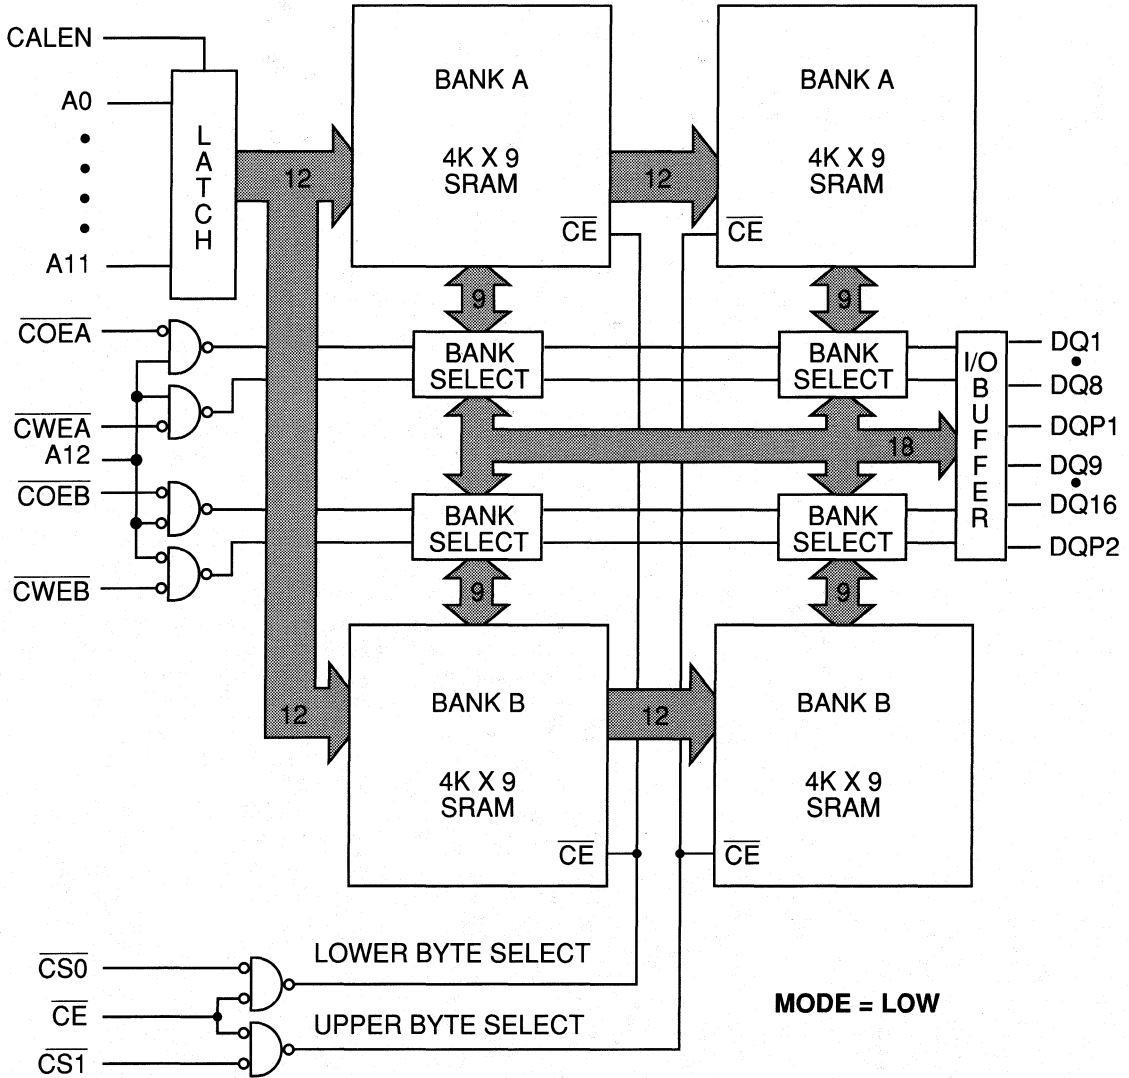 CALEN
A0
A11
LATCH
12
BANK A
4K X 9
SRAM
CE
12
BANK A
4K X 9
SRAM
CE
9
9
COEA
CWEA
A12
COEB
CWEB
BANK
SELECT
BANK
SELECT
18
BANK
SELECT
BANK
SELECT
I/O
BUFFER
DQ1
DQ8
DQP1
DQ9
DQ16
DQP2
9
9
12
BANK B
4K X 9
SRAM
CE
12
BANK B
4K X 9
SRAM
CE
CS0
CE
CS1
LOWER BYTE SELECT
UPPER BYTE SELECT
MODE = LOW